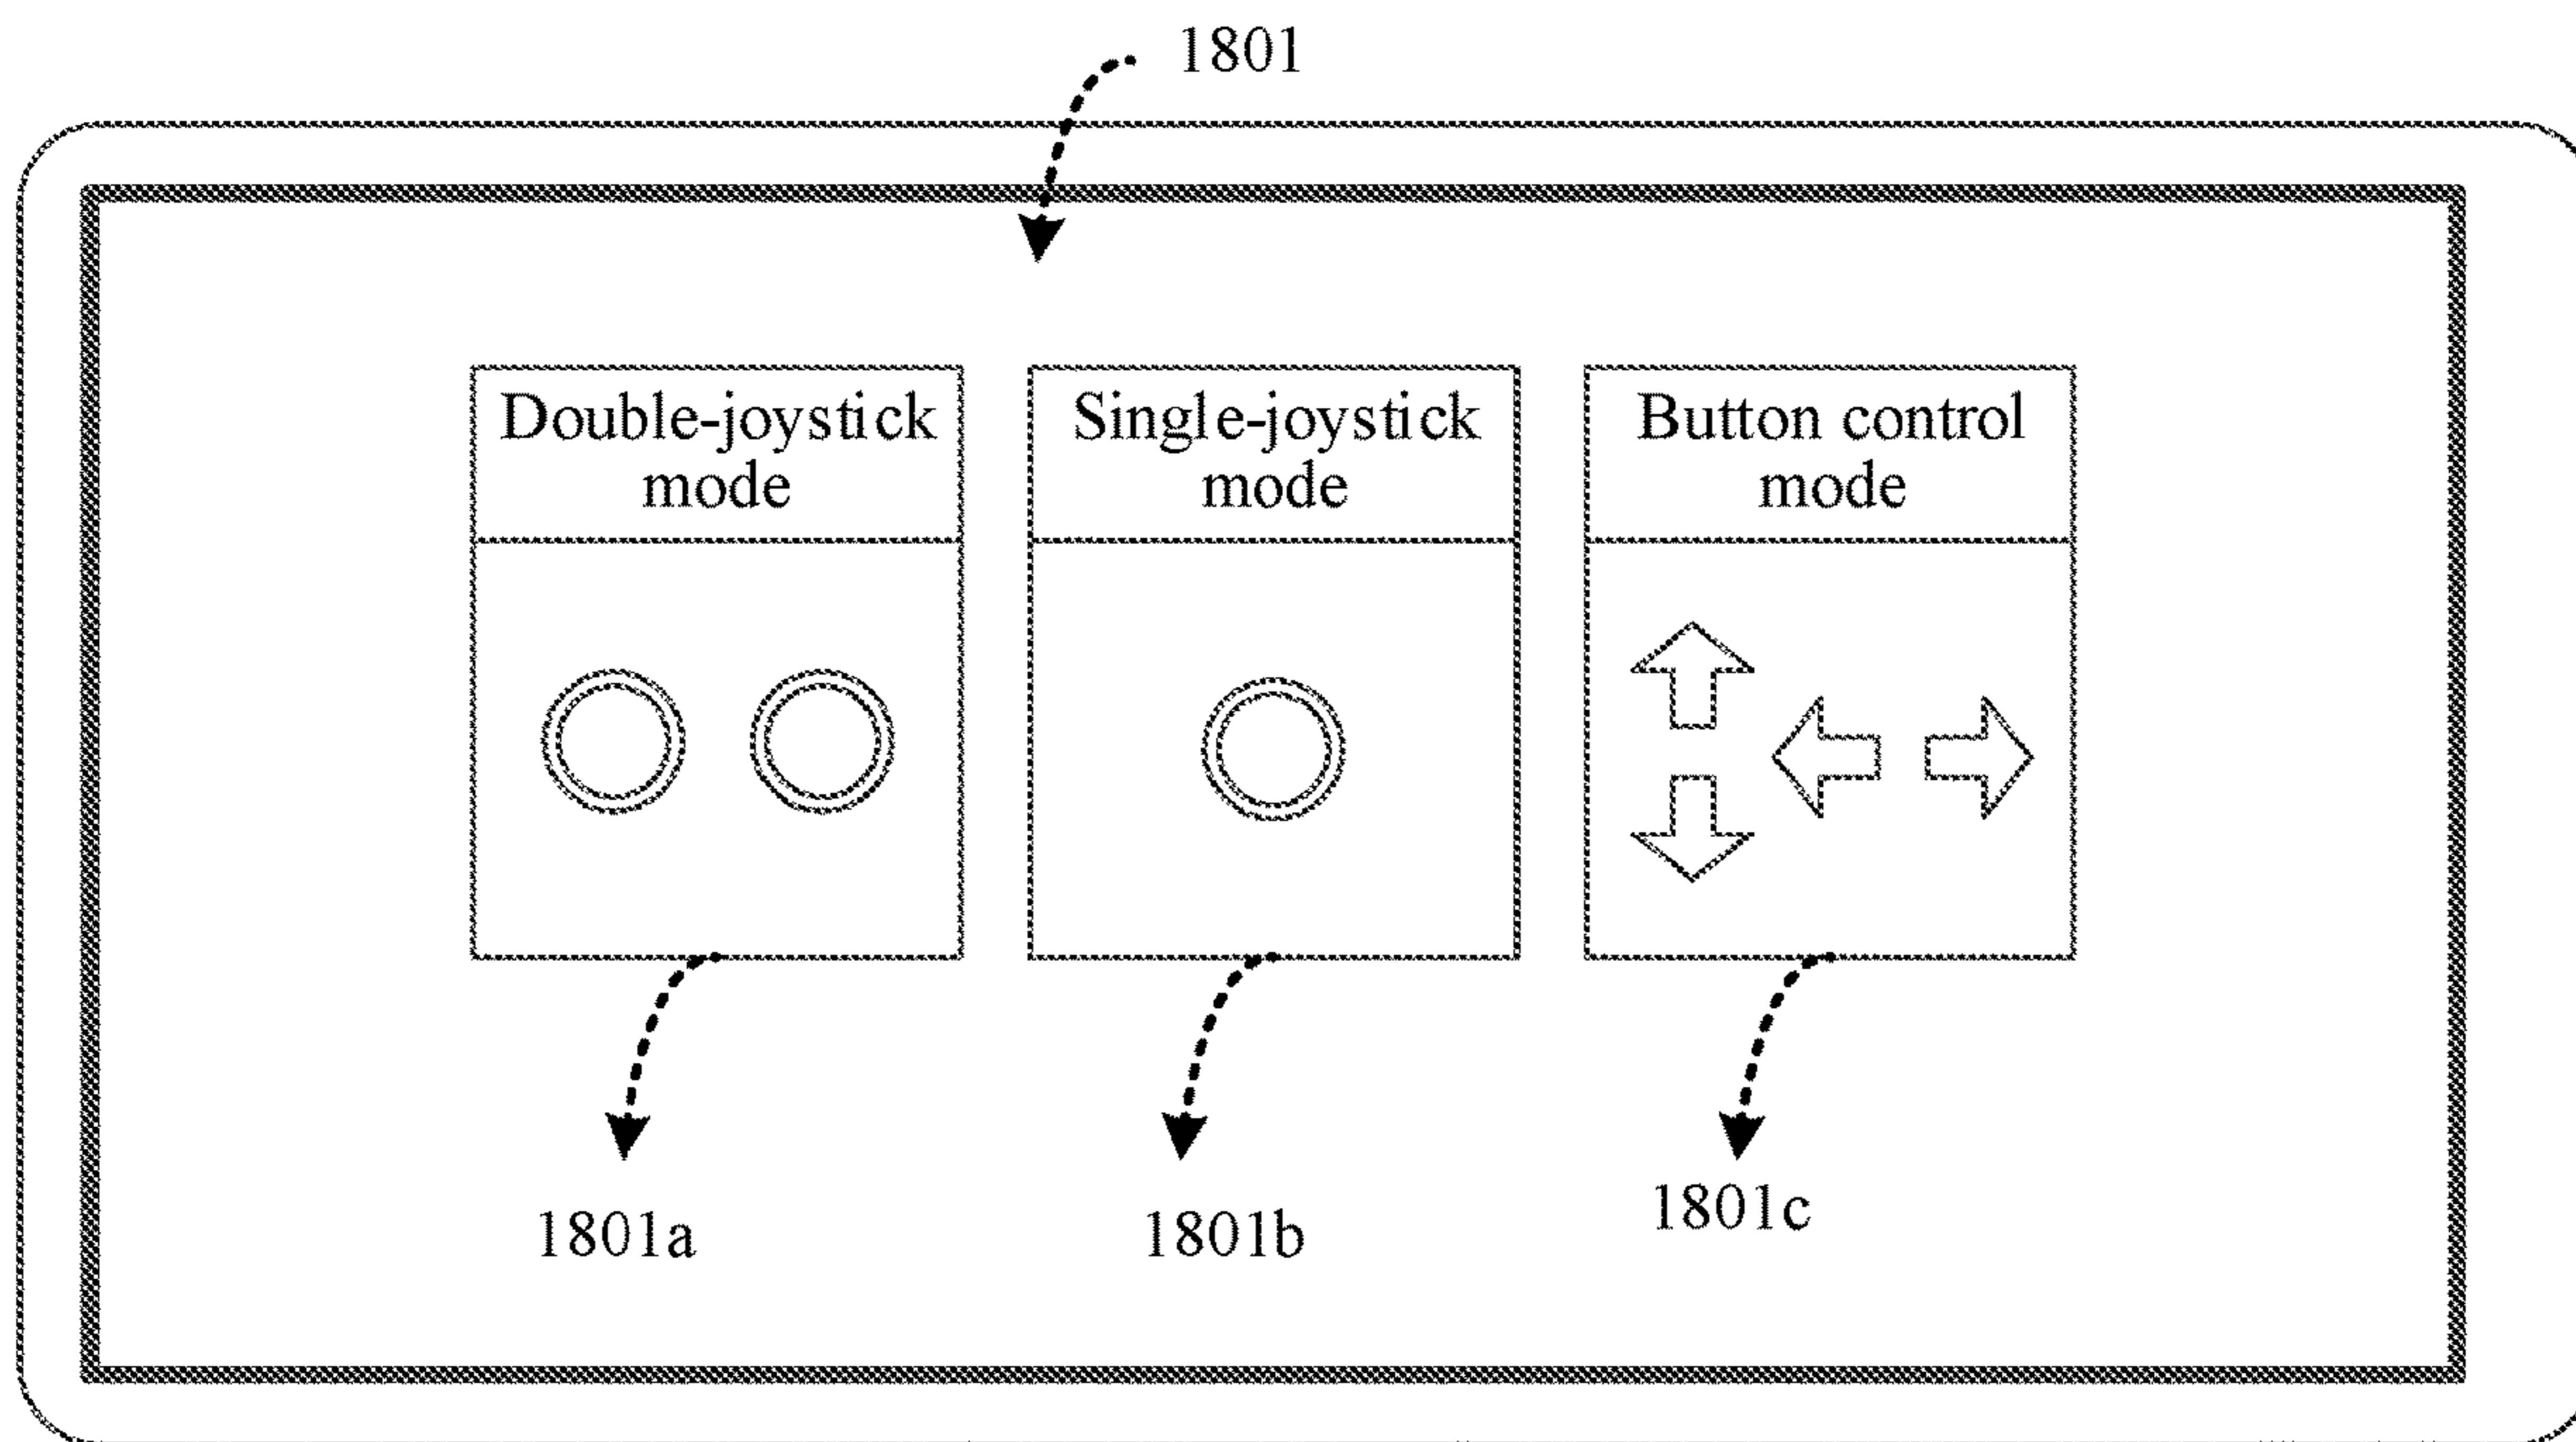 1801
Double-joystick
mode
Single-joystick
mode
Button control
mode
1801a
1801b
1801c